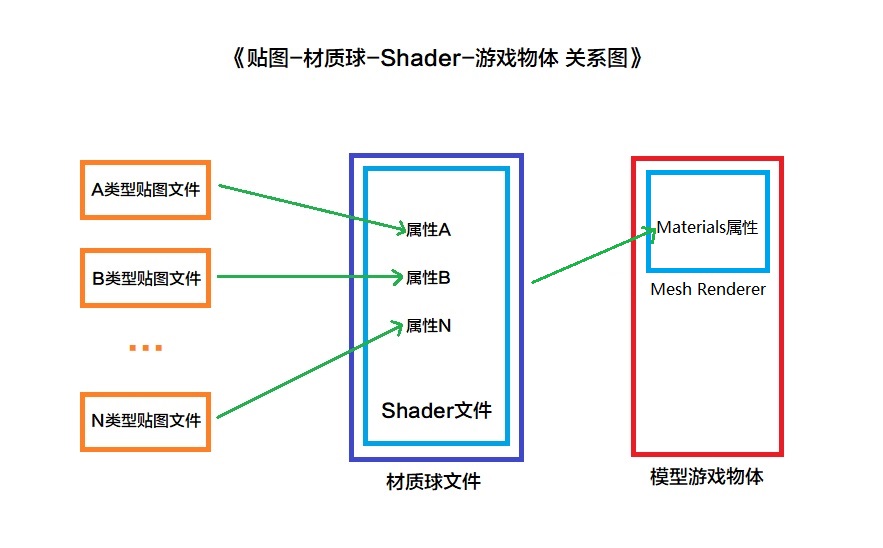 《贴图-材质球-Shader-游戏物体 关系图》
A类型贴图文件
B类型贴图文件
...
N类型贴图文件
属性A
属性B
属性N
Shader文件
材质球文件
Materials属性
Mesh Renderer
模型游戏物体